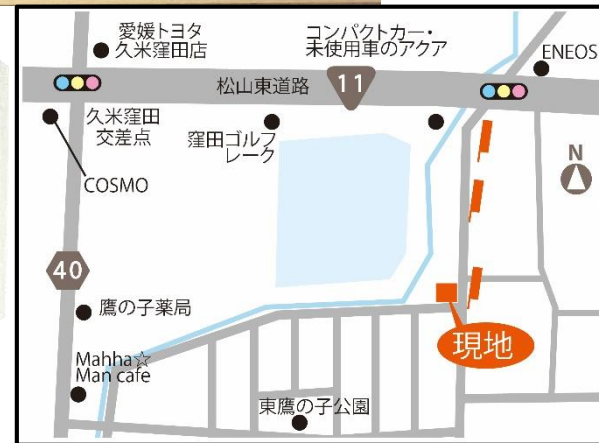 愛媛トヨタ
久米窪田店
コンパクトカー・
未使用車のアクア
ENEOS
松山東道路
11
久米窪田
交差点
窪田ゴルフ
レーク
COSMO
N
40
鷹の子薬局
現地
Mahha☆
Man cafe
東鷹の子公園